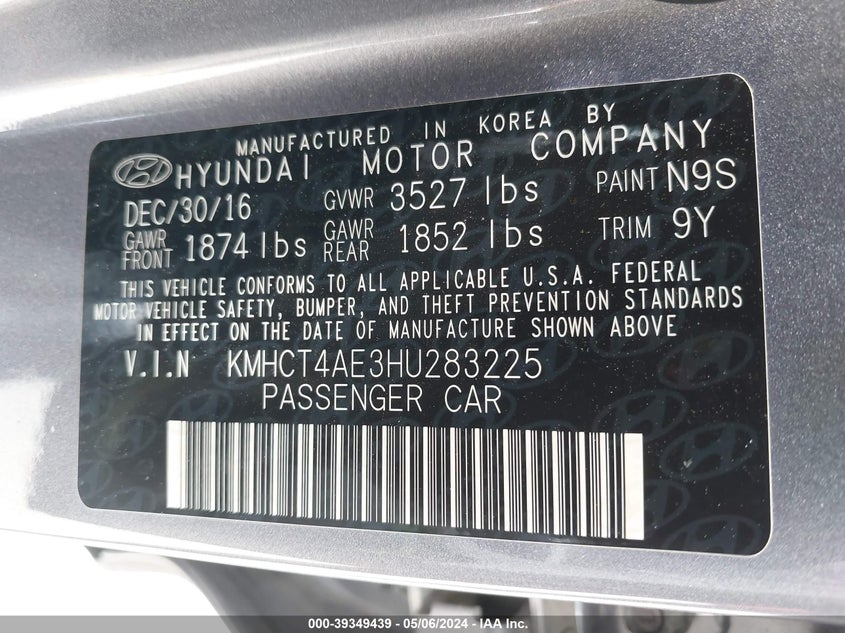 MANUFACTURED IN KOREA BY
HYUNDAI MOTOR COMPANY
DEC/30/16 GVWR 3527 lbs PAINT N9S
GAWR FRONT 1874 lbs GAWR REAR 1852 lbs TRIM 9Y
THIS VEHICLE CONFORMS TO ALL APPLICABLE U.S.A. FEDERAL
MOTOR VEHICLE SAFETY, BUMPER, AND THEFT PREVENTION STANDARDS
IN EFFECT ON THE DATE OF MANUFACTURE SHOWN ABOVE
V.I.N KMHCT4AE3HU283225
PASSENGER CAR
000-39349439 - 05/06/2024 - IAA Inc.